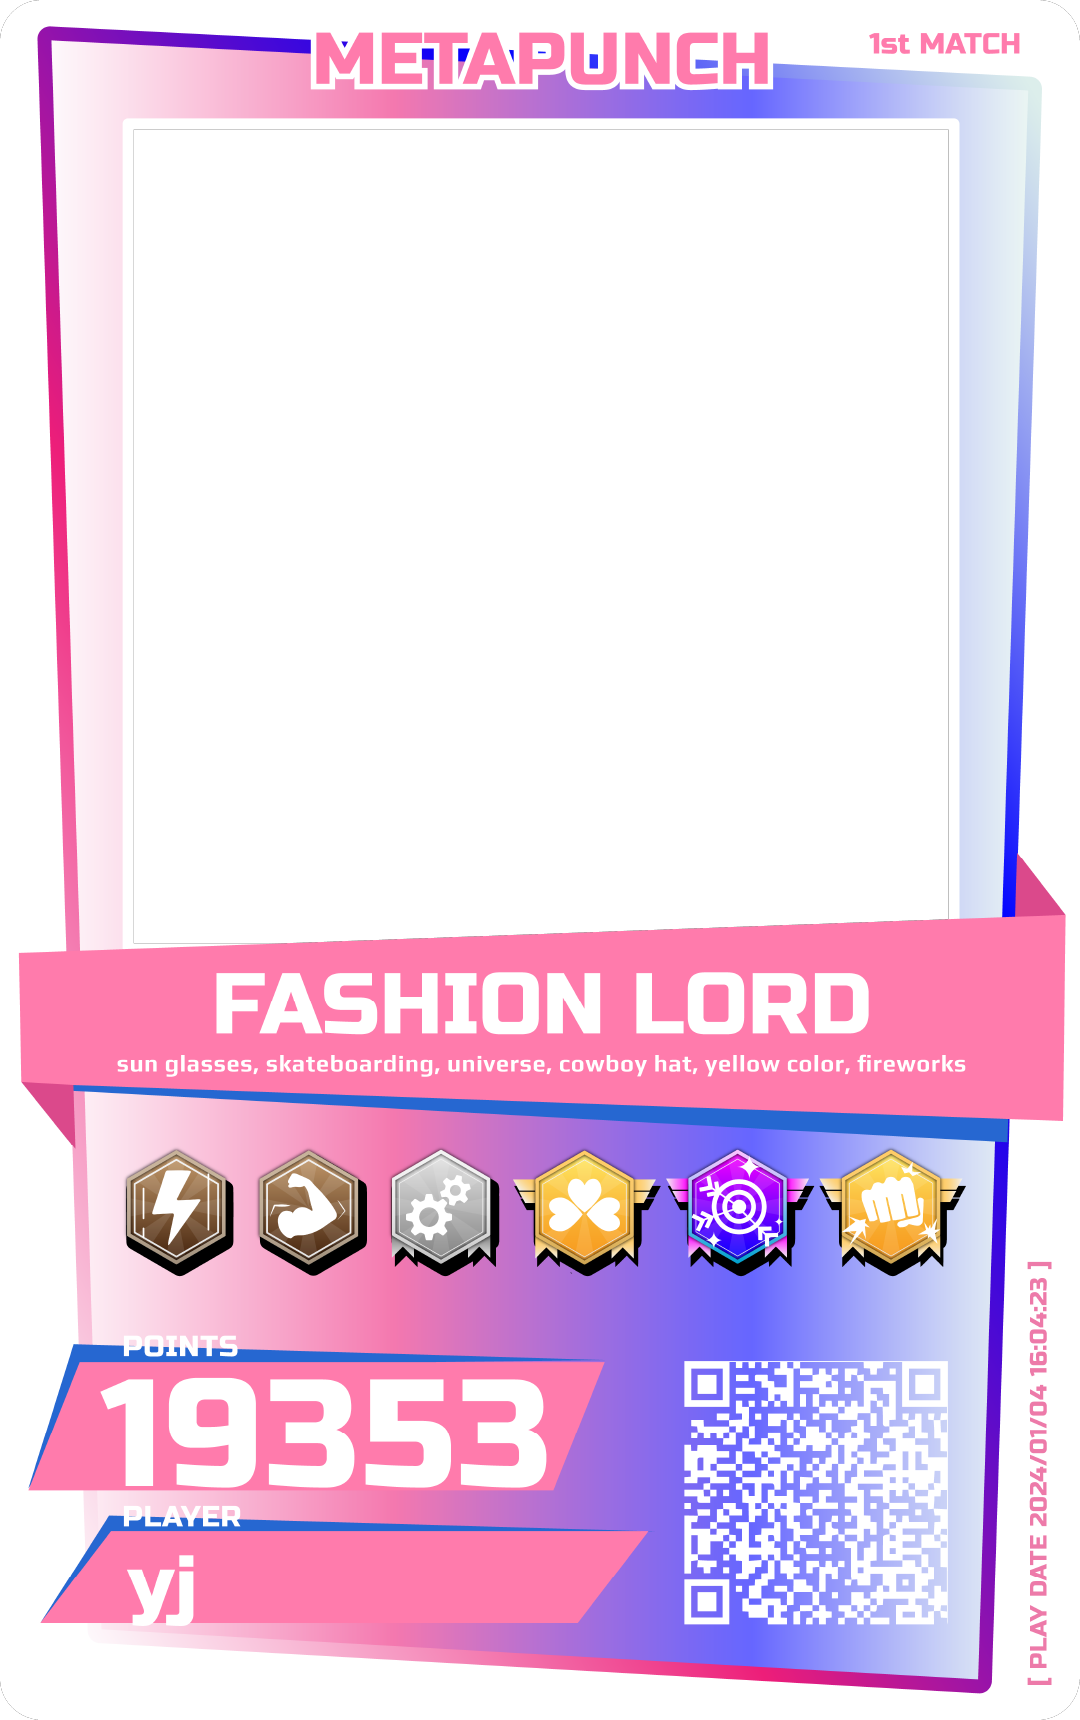 METAPUNCH
1st MATCH
FASHION LORD
sun glasses, skateboarding, universe, cowboy hat, yellow color, fireworks
POINTS
19353
PLAYER
yj
[ PLAY DATE 2024/01/04 16:04:23 ]